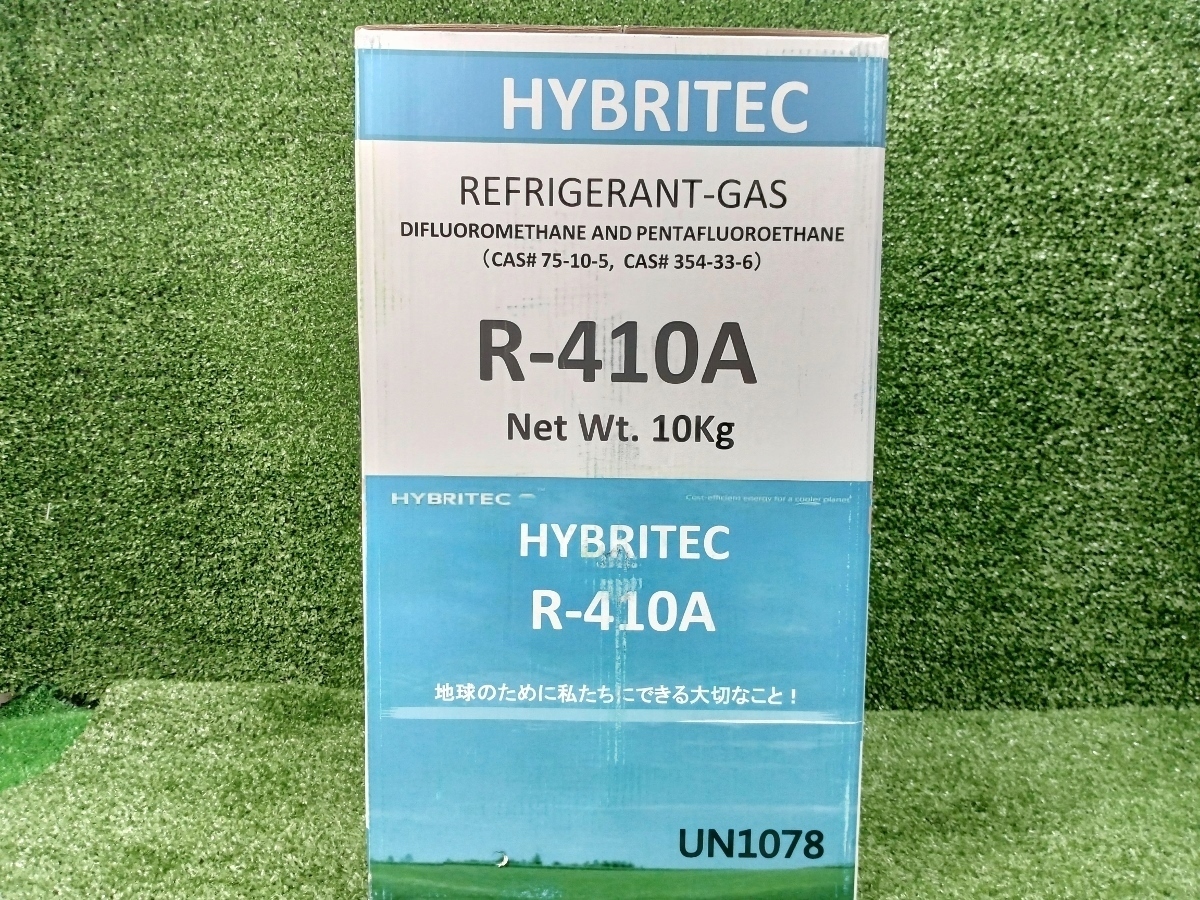 HYBRITEC
REFRIGERANT-GAS
DIFLUOROMETHANE AND PENTAFLUOROETHANE
(CAS# 75-10-5, CAS# 354-33-6)
R-410A
Net Wt. 10Kg
HYBRITEC
Cost-efficient energy for a cooler planet
HYBRITEC
R-410A
地球のために私たちにできる大切なこと!
UN1078